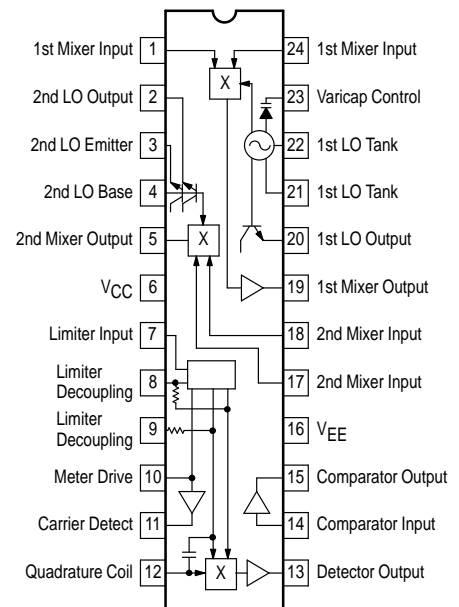 1st Mixer Input 1 24 1st Mixer Input
X
2nd LO Output 2 23 Varicap Control
2nd LO Emitter 3 22 1st LO Tank
2nd LO Base 4 21 1st LO Tank
2nd Mixer Output 5 X 20 1st LO Output
VCC 6 19 1st Mixer Output
Limiter Input 7 18 2nd Mixer Input
Limiter
Decoupling 8 17 2nd Mixer Input
Limiter
Decoupling 9 16 VEE
Meter Drive 10 15 Comparator Output
Carrier Detect 11 14 Comparator Input
Quadrature Coil 12 X 13 Detector Output